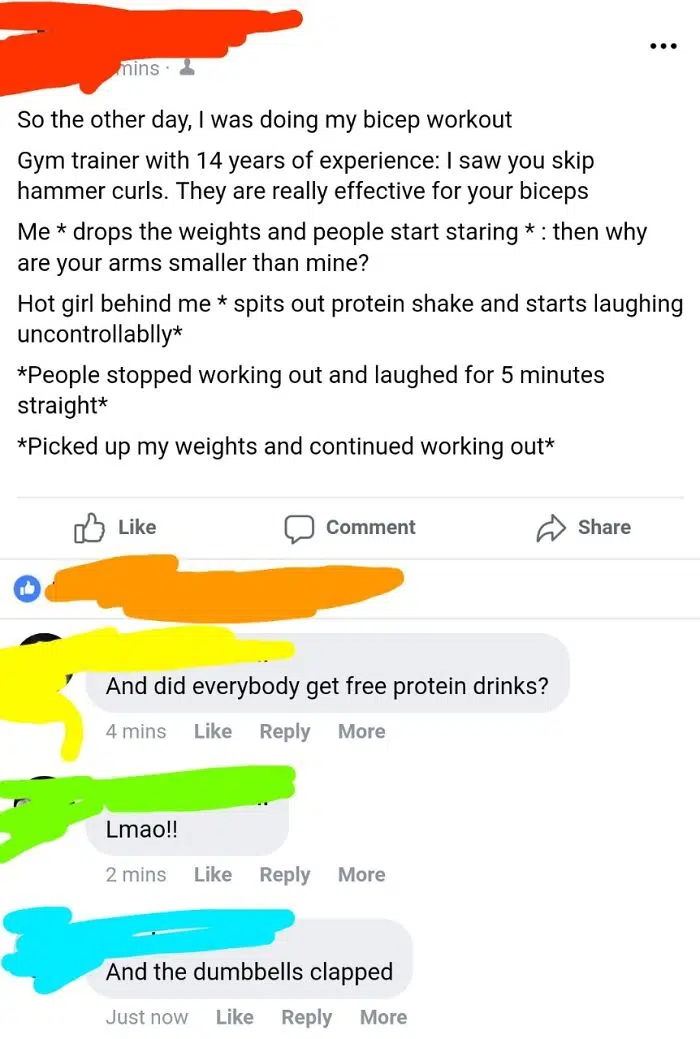 mins ·
So the other day, I was doing my bicep workout
Gym trainer with 14 years of experience: I saw you skip
hammer curls. They are really effective for your biceps
Me * drops the weights and people start staring * : then why
are your arms smaller than mine?
Hot girl behind me * spits out protein shake and starts laughing
uncontrollablly*
*People stopped working out and laughed for 5 minutes
straight*
*Picked up my weights and continued working out*
Like Comment Share
And did everybody get free protein drinks?
4 mins Like Reply More
Lmao!!
2 mins Like Reply More
And the dumbbells clapped
Just now Like Reply More